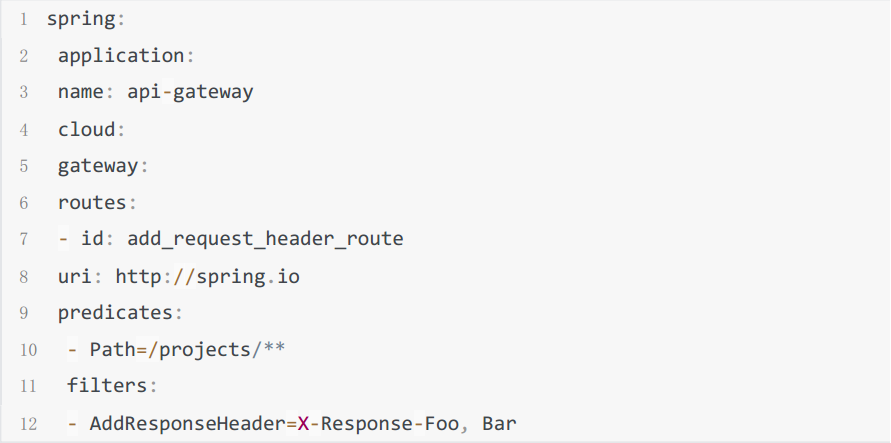 1 spring:
2 application:
3 name: api-gateway
4 cloud:
5 gateway:
6 routes:
7 - id: add_request_header_route
8 uri: http://spring.io
9 predicates:
10 - Path=/projects/**
11 filters:
12 - AddResponseHeader=X-Response-Foo, Bar